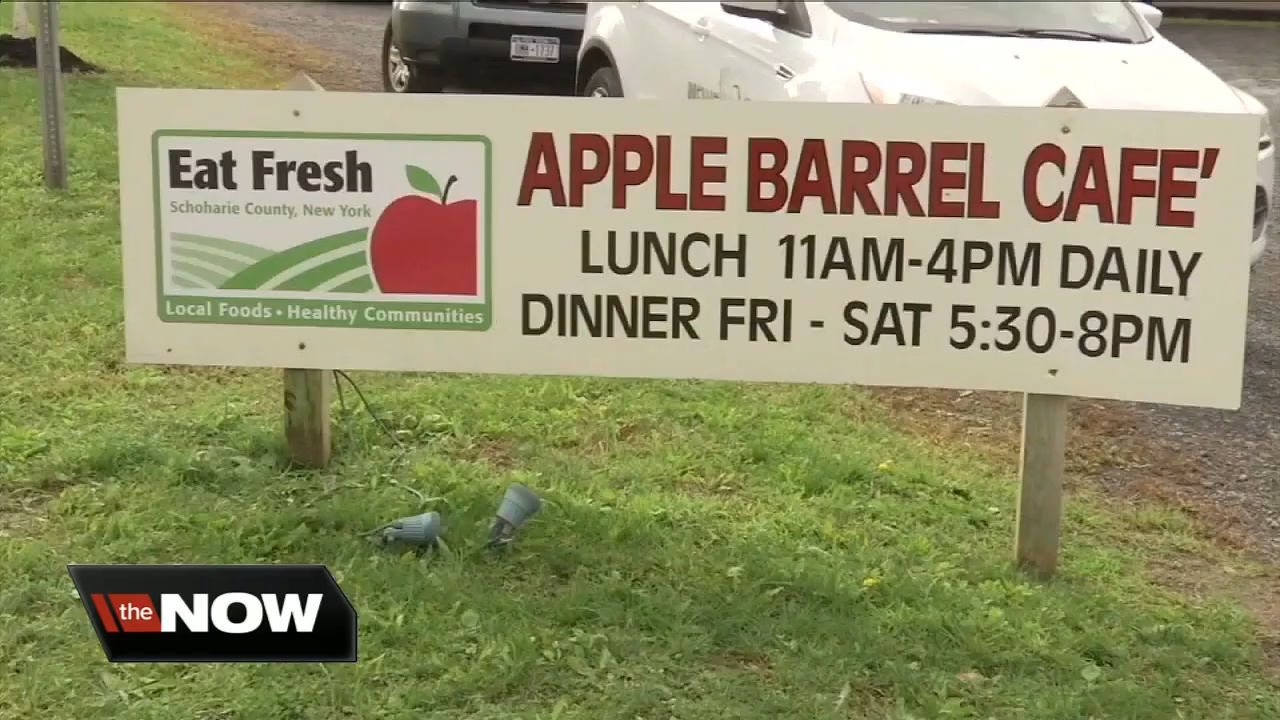 Eat Fresh
Schoharie County, New York
Local Foods • Healthy Communities
APPLE BARREL CAFE'
LUNCH 11AM-4PM DAILY
DINNER FRI - SAT 5:30-8PM
the NOW